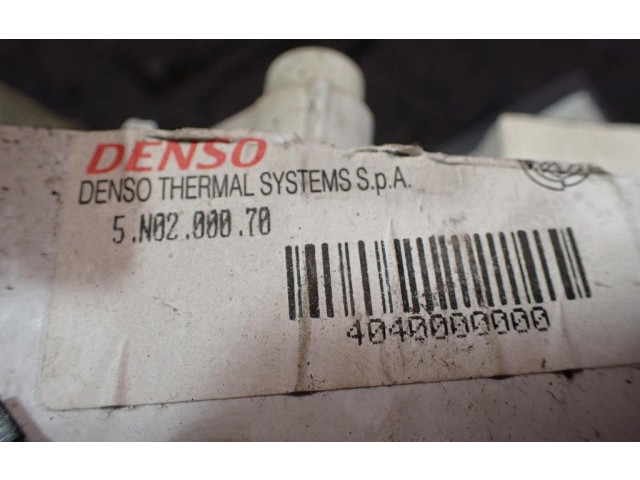 DENSO
DENSO THERMAL SYSTEMS S.p.A.
5.N02.000.70
4040000000